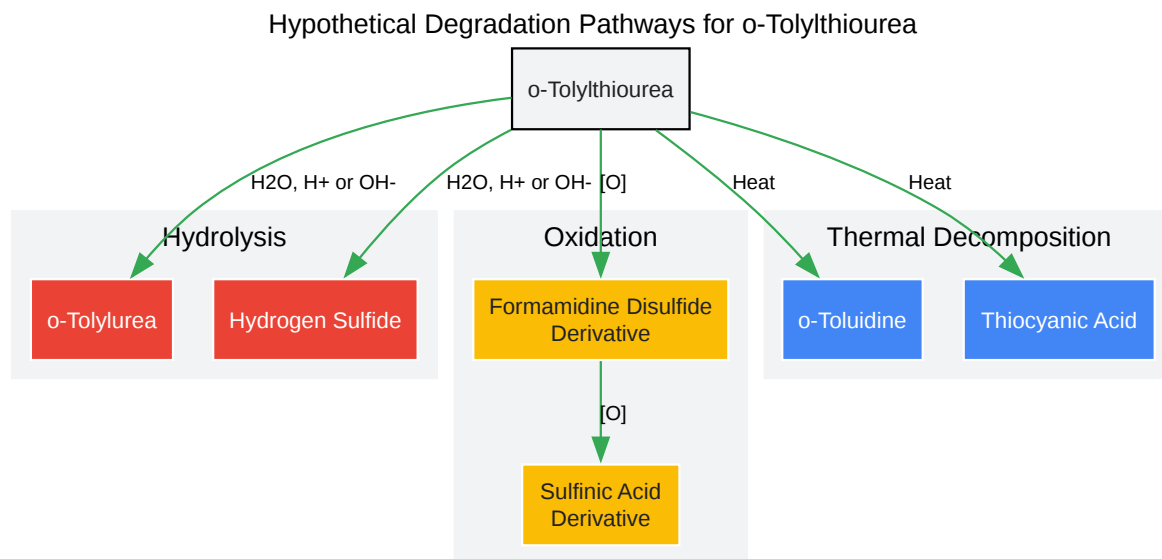 Hypothetical Degradation Pathways for o-Tolylthiourea
o-Tolylthiourea
H2O, H+ or OH-
H2O, H+ or OH-
[O]
Heat
Heat
Hydrolysis
Oxidation
Thermal Decomposition
o-Tolylurea
Hydrogen Sulfide
Formamidine Disulfide
Derivative
o-Toluidine
Thiocyanic Acid
[O]
Sulfinic Acid
Derivative